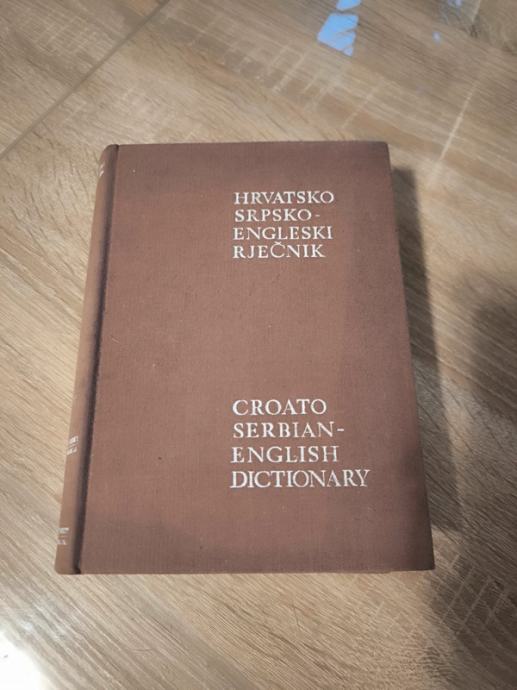 HRVATSKO
SRPSKO-
ENGLESKI
RJEČNIK
CROATO
SERBIAN-
ENGLISH
DICTIONARY